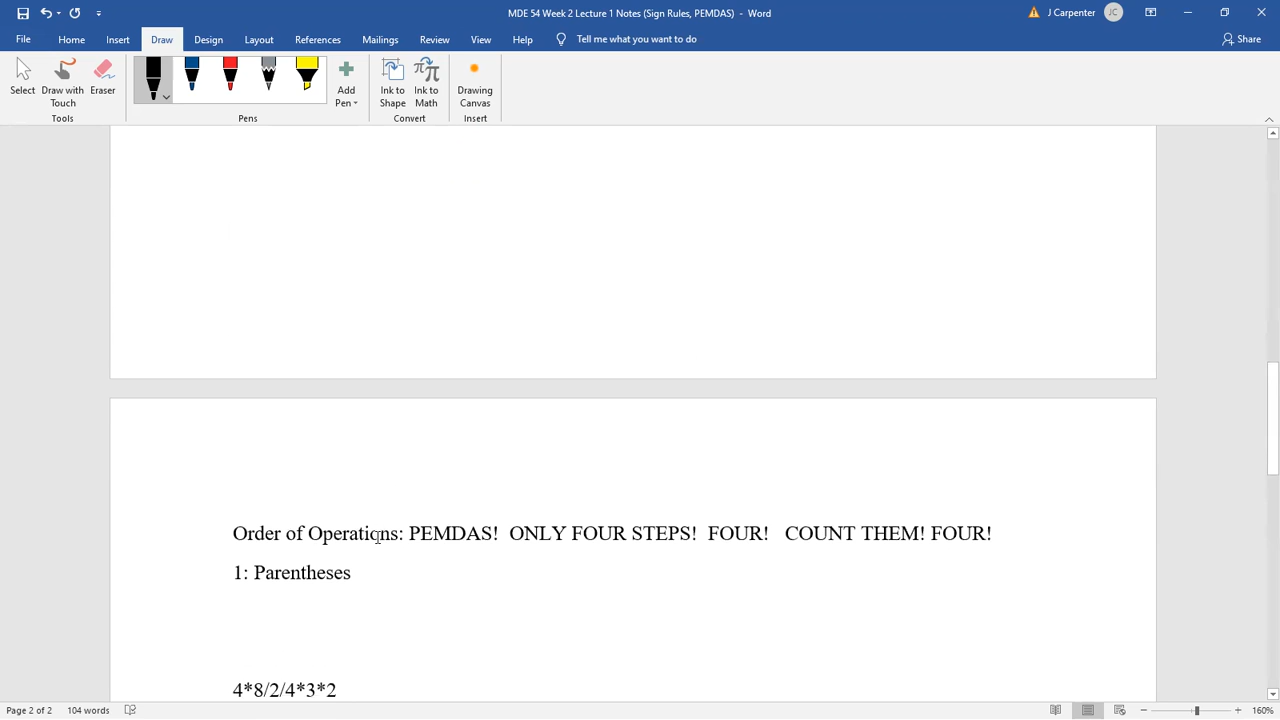 MDE 54 Week 2 Lecture 1 Notes (Sign Rules, PEMDAS) - Word
J Carpenter
JC
File Home Insert Draw Design Layout References Mailings Review View Help Tell me what you want to do
Share
Select
Draw with Touch
Eraser
Add Pen
Ink to Shape
Ink to Math
Drawing Canvas
Tools
Pens
Convert
Insert
Order of Operations: PEMDAS! ONLY FOUR STEPS! FOUR! COUNT THEM! FOUR!
1: Parentheses
4*8/2/4*3*2
Page 2 of 2 104 words
160%